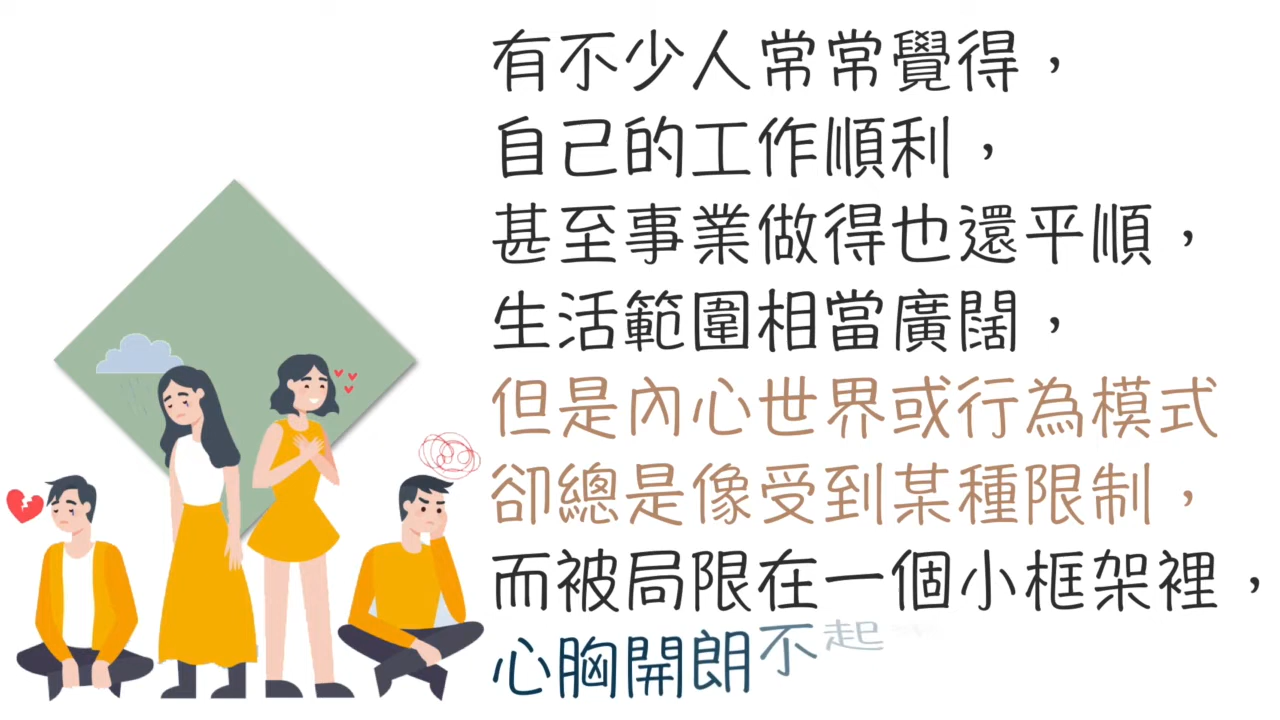 有不少人常常覺得，
自己的工作順利，
甚至事業做得也還平順，
生活範圍相當廣闊，
但是內心世界或行為模式
卻總是像受到某種限制，
而被局限在一個小框架裡，
心胸開朗不起